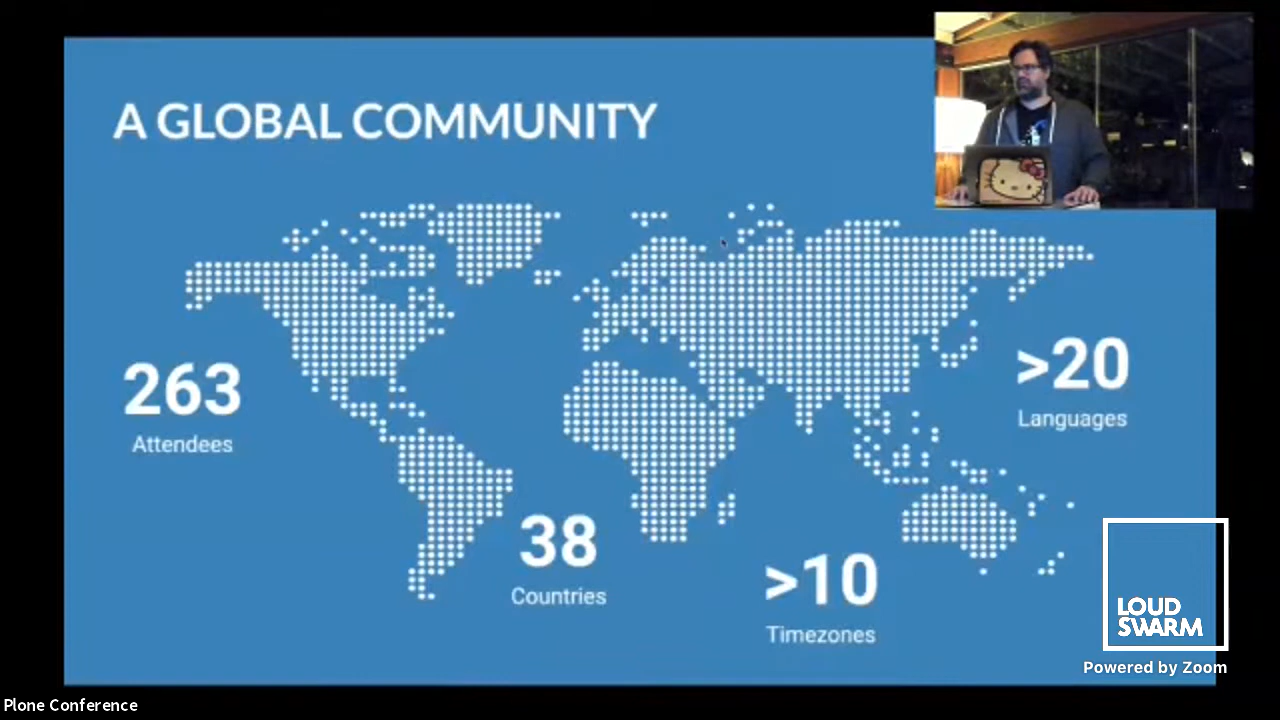 A GLOBAL COMMUNITY
263
Attendees
38
Countries
>10
Timezones
>20
Languages
LOUD
SWARM
Powered by Zoom
Plone Conference